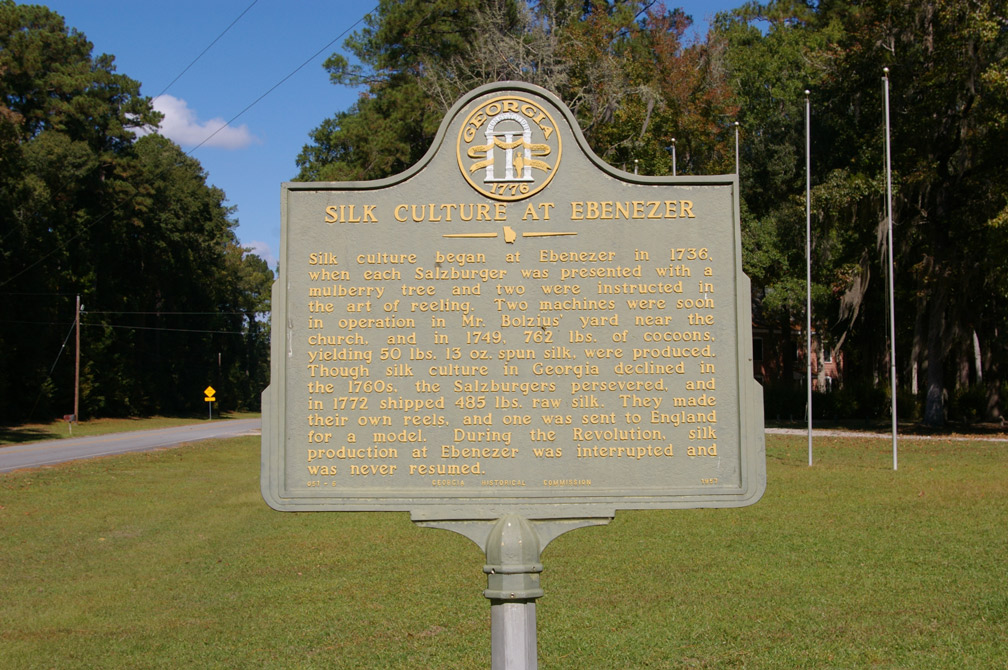 GEORGIA
1776
SILK CULTURE AT EBENEZER
Silk culture began at Ebenezer in 1736,
when each Salzburger was presented with a
mulberry tree and two were instructed in
the art of reeling. Two machines were soon
in operation in Mr. Bolzius' yard near the
church, and in 1749, 762 lbs. of cocoons,
yielding 50 lbs. 13 oz. spun silk, were produced.
Though silk culture in Georgia declined in
the 1760s, the Salzburgers persevered, and
in 1772 shipped 485 lbs. raw silk. They made
their own reels, and one was sent to England
for a model. During the Revolution, silk
production at Ebenezer was interrupted and
was never resumed.
GEORGIA HISTORICAL COMMISSION